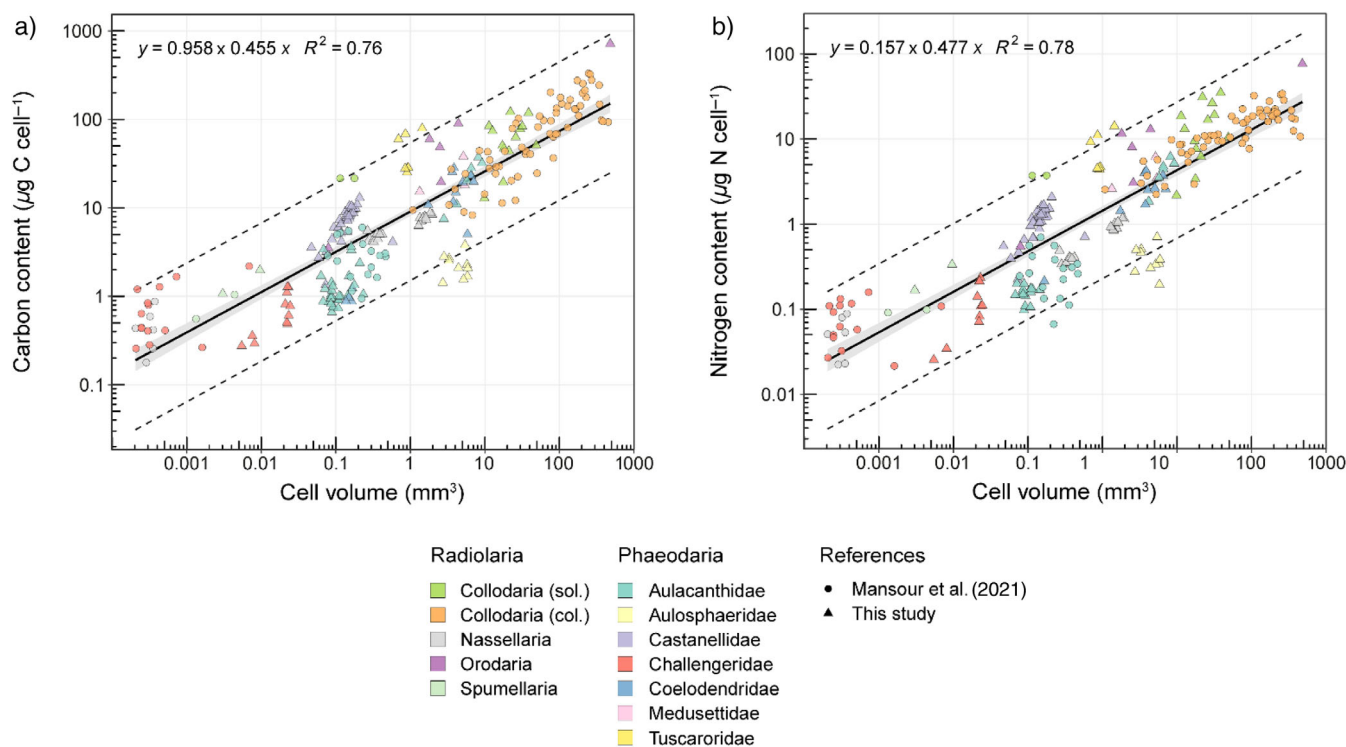 a)
y = 0.958 x 0.455 x R² = 0.76
Carbon content (µg C cell⁻¹)
1000
100
10
1
0.1
0.001
0.01
0.1
1
10
100
1000
Cell volume (mm³)
b)
y = 0.157 x 0.477 x R² = 0.78
Nitrogen content (µg N cell⁻¹)
100
10
1
0.1
0.01
0.001
0.01
0.1
1
10
100
1000
Cell volume (mm³)
Radiolaria
Collodaria (sol.)
Collodaria (col.)
Nassellaria
Orodaria
Spumellaria
Phaeodaria
Aulacanthidae
Aulosphaeridae
Castanellidae
Challengeridae
Coelodendridae
Medusettidae
Tuscaroridae
References
Mansour et al. (2021)
This study